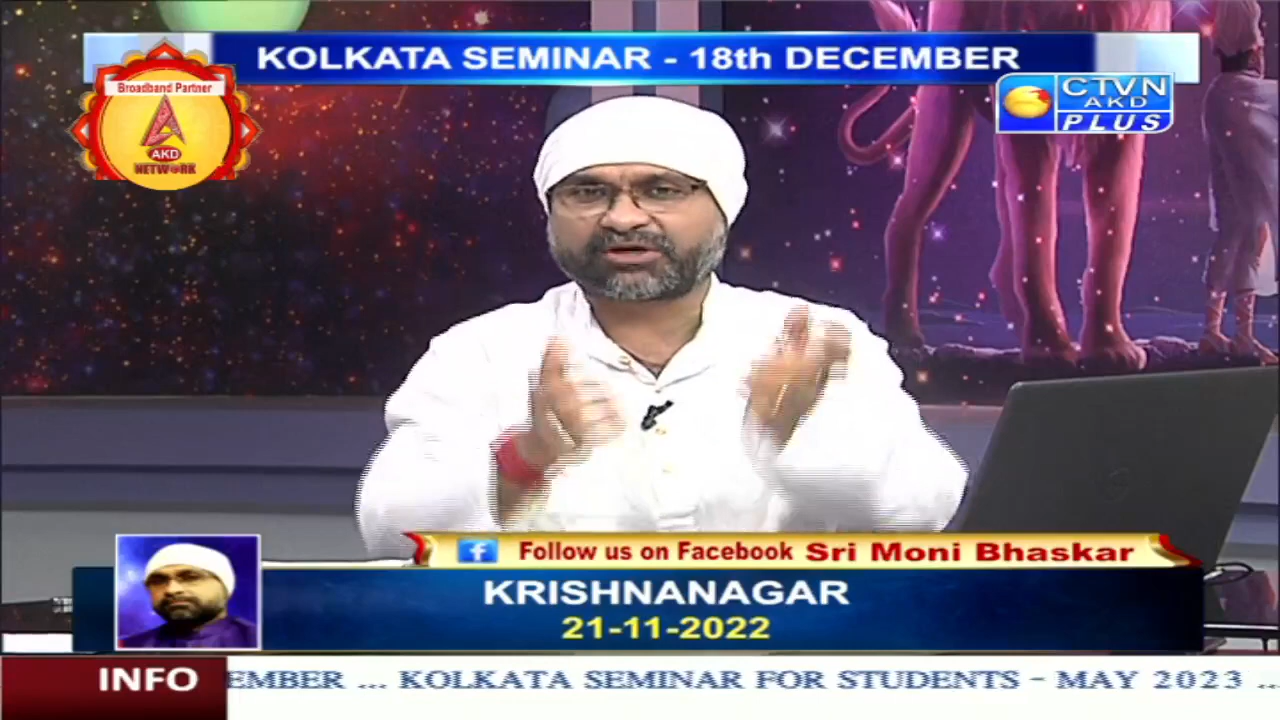 KOLKATA SEMINAR - 18th DECEMBER
Broadband Partner
AKD
NETWORK
CTVN
AKD
PLUS
Follow us on Facebook Sri Moni Bhaskar
KRISHNANAGAR
21-11-2022
INFO
EMBER ... KOLKATA SEMINAR FOR STUDENTS - MAY 2023 ...